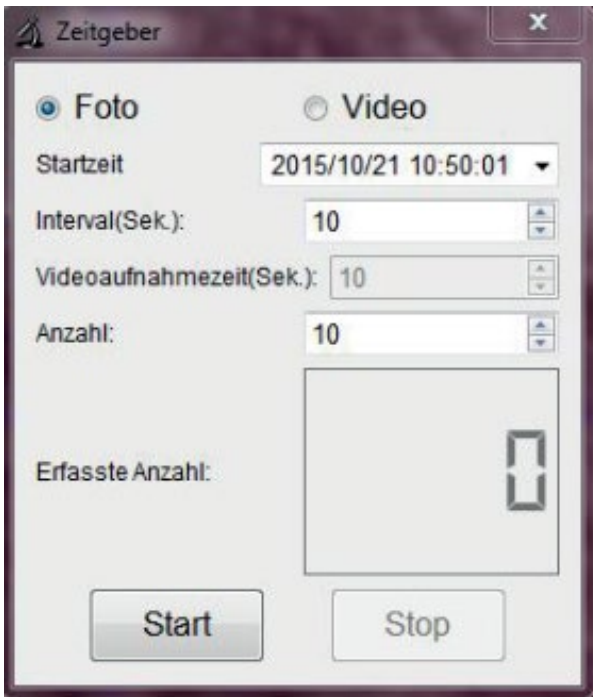 Zeitgeber
Foto Video
Startzeit 2015/10/21 10:50:01
Interval(Sek.): 10
Videoaufnahmezeit(Sek.): 10
Anzahl: 10
Erfasste Anzahl: 0
Start Stop